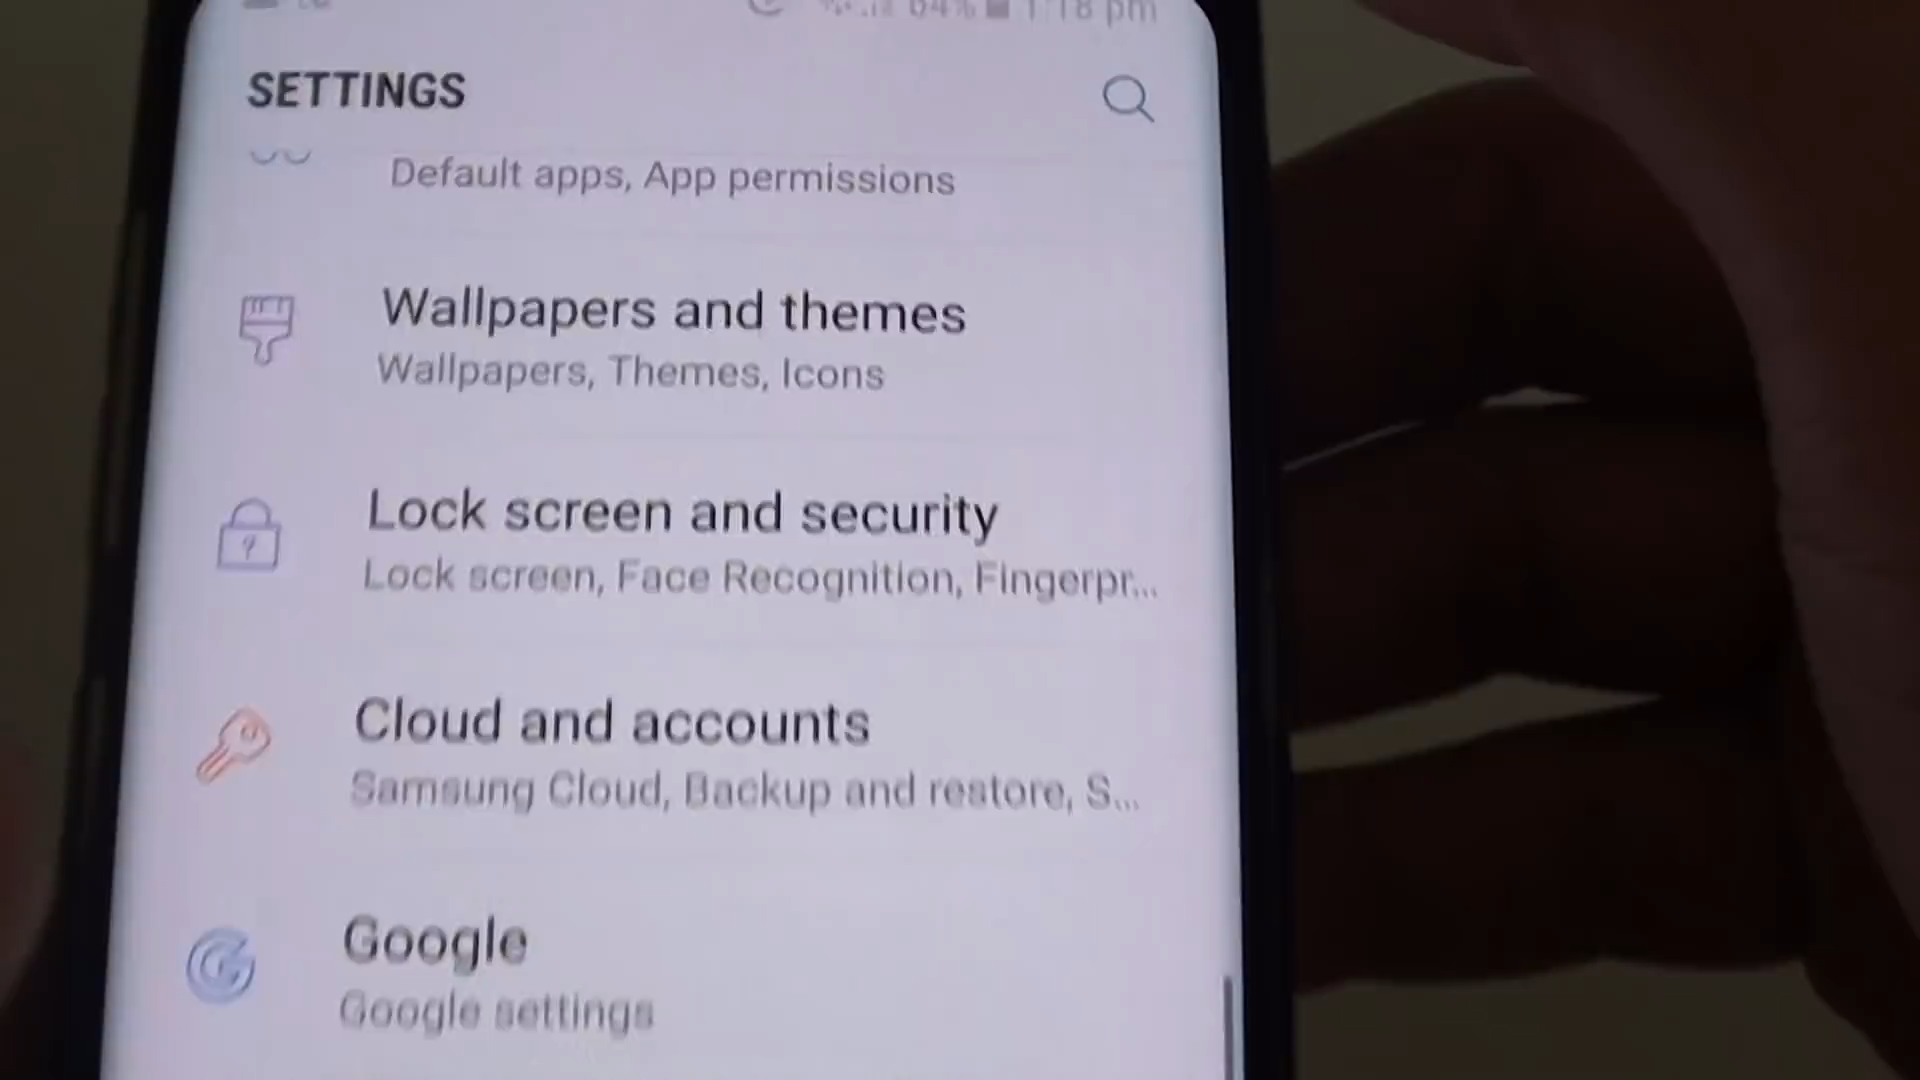 64% 1:18 pm
SETTINGS
Default apps, App permissions
Wallpapers and themes
Wallpapers, Themes, Icons
Lock screen and security
Lock screen, Face Recognition, Fingerpr...
Cloud and accounts
Samsung Cloud, Backup and restore, S...
Google
Google settings